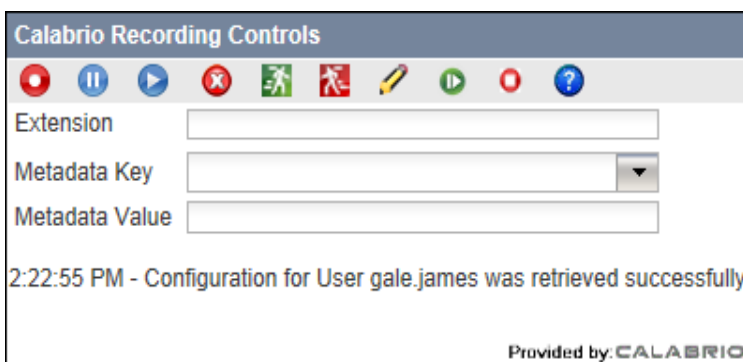 Calabrio Recording Controls
Extension
Metadata Key
Metadata Value
2:22:55 PM - Configuration for User gale.james was retrieved successfully
Provided by: CALABRIO